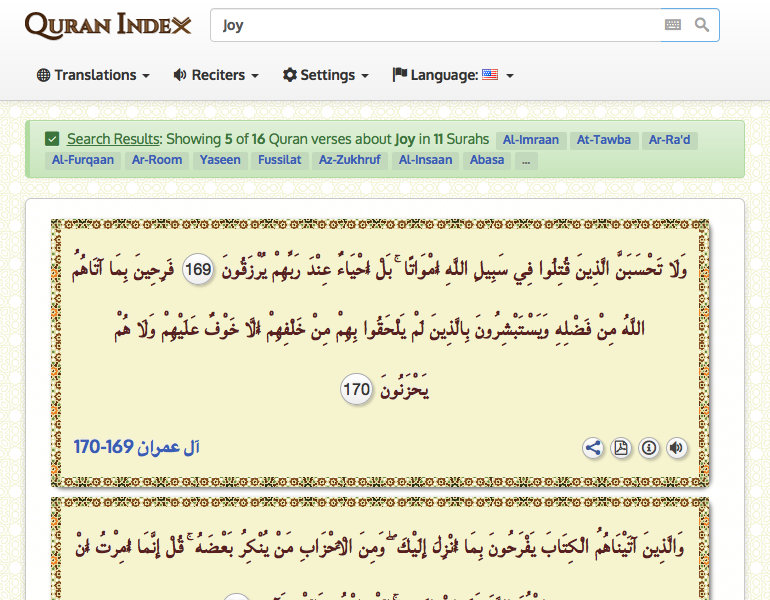 QURAN INDEX
Joy
Translations Reciters Settings Language:
Search Results: Showing 5 of 16 Quran verses about Joy in 11 Surahs Al-Imraan At-Tawba Ar-Ra'd
Al-Furqaan Ar-Room Yaseen Fussilat Az-Zukhruf Al-Insaan Abasa ...
وَلَا تَحْسَبَنَّ الَّذِينَ قُتِلُوا فِي سَبِيلِ اللَّهِ أَمْوَاتًا ۚ بَلْ أَحْيَاءٌ عِنْدَ رَبِّهِمْ يُرْزَقُونَ 169 فَرِحِينَ بِمَا آتَاهُمُ
اللَّهُ مِنْ فَضْلِهِ وَيَسْتَبْشِرُونَ بِالَّذِينَ لَمْ يَلْحَقُوا بِهِمْ مِنْ خَلْفِهِمْ أَلَّا خَوْفٌ عَلَيْهِمْ وَلَا هُمْ
يَحْزَنُونَ 170
آل عمران 169-170
وَالَّذِينَ آتَيْنَاهُمُ الْكِتَابَ يَفْرَحُونَ بِمَا أُنْزِلَ إِلَيْكَ ۖ وَمِنَ الْأَحْزَابِ مَنْ يُنْكِرُ بَعْضَهُ ۚ قُلْ إِنَّمَا أُمِرْتُ أَنْ